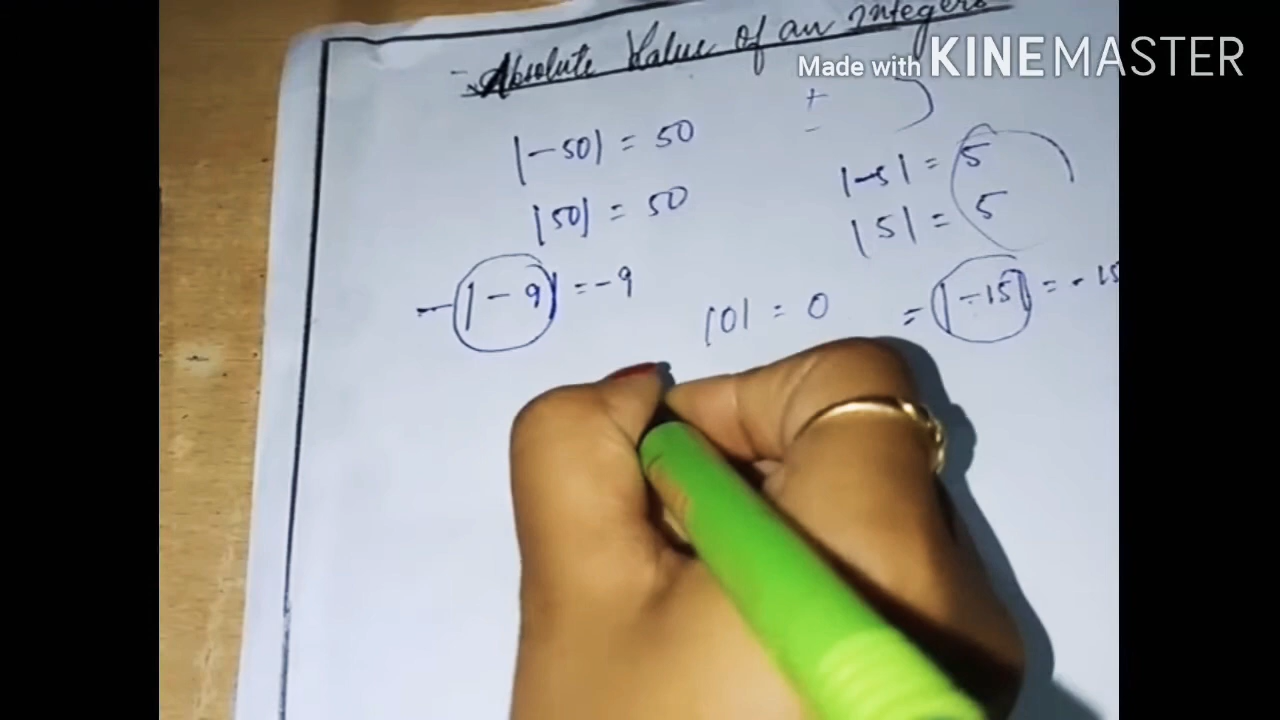 Absolute Value of an Integers
Made with KINEMASTER
+
-
|-50| = 50
|-5| = 5
|50| = 50
|5| = 5
-|-9| = -9
|0| = 0
= |-15| = -15